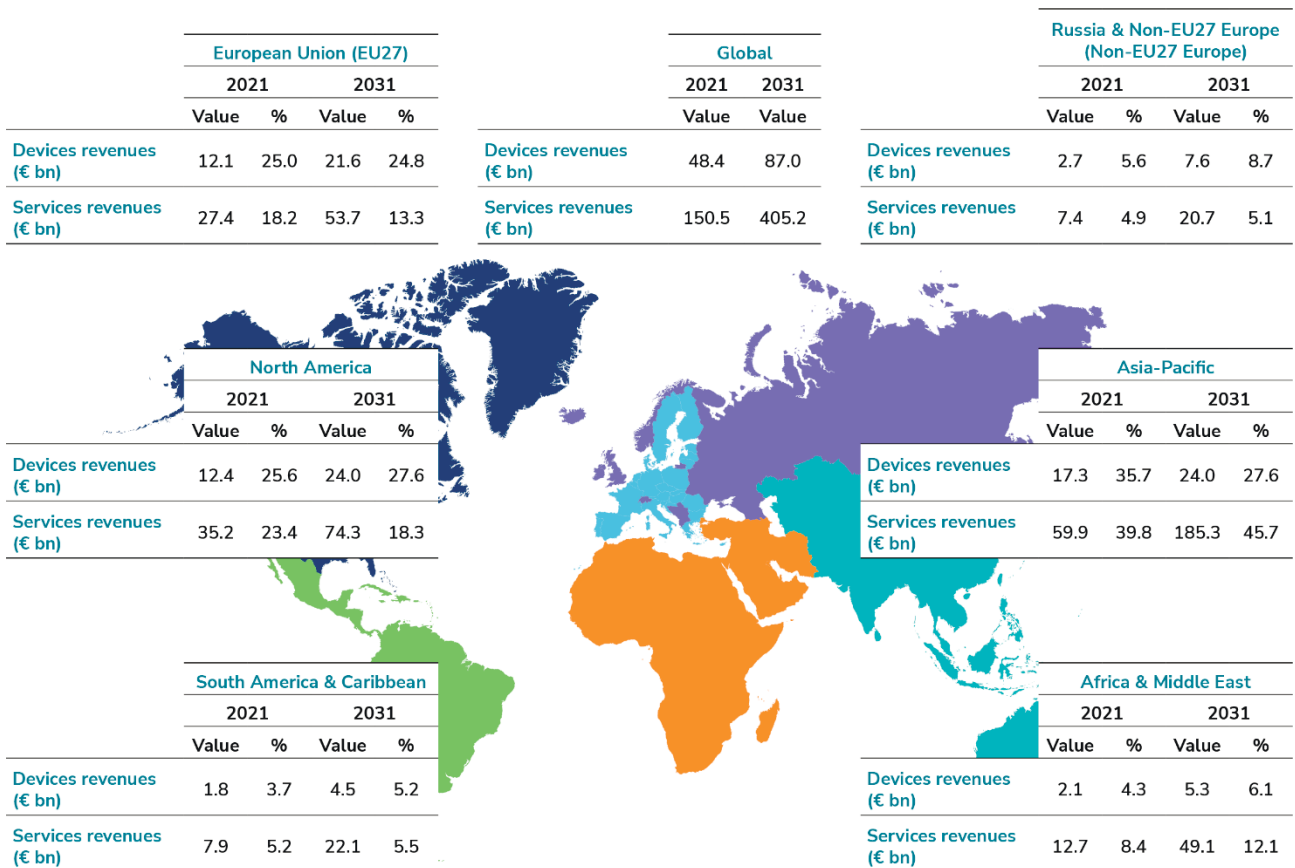 European Union (EU27)
2021 2031
Value % Value %
Devices revenues
(€ bn)
12.1 25.0 21.6 24.8
Services revenues
(€ bn)
27.4 18.2 53.7 13.3
Global
2021 2031
Value Value
Devices revenues
(€ bn)
48.4 87.0
Services revenues
(€ bn)
150.5 405.2
Russia & Non-EU27 Europe
(Non-EU27 Europe)
2021 2031
Value % Value %
Devices revenues
(€ bn)
2.7 5.6 7.6 8.7
Services revenues
(€ bn)
7.4 4.9 20.7 5.1
North America
2021 2031
Value % Value %
Devices revenues
(€ bn)
12.4 25.6 24.0 27.6
Services revenues
(€ bn)
35.2 23.4 74.3 18.3
Asia-Pacific
2021 2031
Value % Value %
Devices revenues
(€ bn)
17.3 35.7 24.0 27.6
Services revenues
(€ bn)
59.9 39.8 185.3 45.7
South America & Caribbean
2021 2031
Value % Value %
Devices revenues
(€ bn)
1.8 3.7 4.5 5.2
Services revenues
(€ bn)
7.9 5.2 22.1 5.5
Africa & Middle East
2021 2031
Value % Value %
Devices revenues
(€ bn)
2.1 4.3 5.3 6.1
Services revenues
(€ bn)
12.7 8.4 49.1 12.1